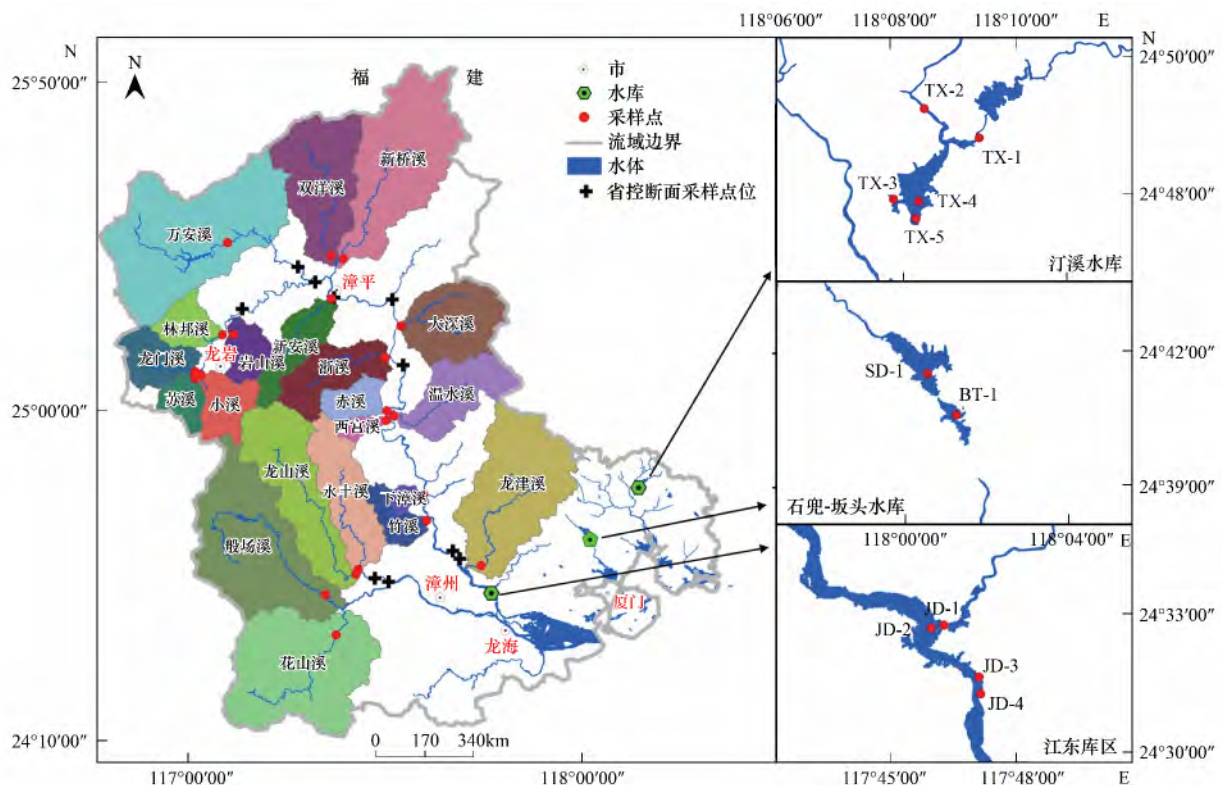 N
N
25°50′00″
25°00′00″
24°10′00″
117°00′00″
118°00′00″
福 建
市
水库
采样点
流域边界
水体
省控断面采样点位
新桥溪
双洋溪
万安溪
漳平
林邦溪
大深溪
龙门溪
龙岩
岩山溪
新安溪
浙溪
苏溪
小溪
赤溪
温水溪
西宫溪
龙山溪
水十溪
下漳溪
竹溪
龙津溪
般场溪
漳州
厦门
龙海
花山溪
0 170 340km
118°06′00″ 118°08′00″ 118°10′00″ E
N
24°50′00″
TX-2
TX-1
TX-3
TX-4
24°48′00″
TX-5
汀溪水库
24°42′00″
SD-1
BT-1
24°39′00″
石兜-坂头水库
118°00′00″ 118°04′00″ E
JD-1
JD-2
24°33′00″
JD-3
JD-4
江东库区
24°30′00″
117°45′00″ 117°48′00″ E